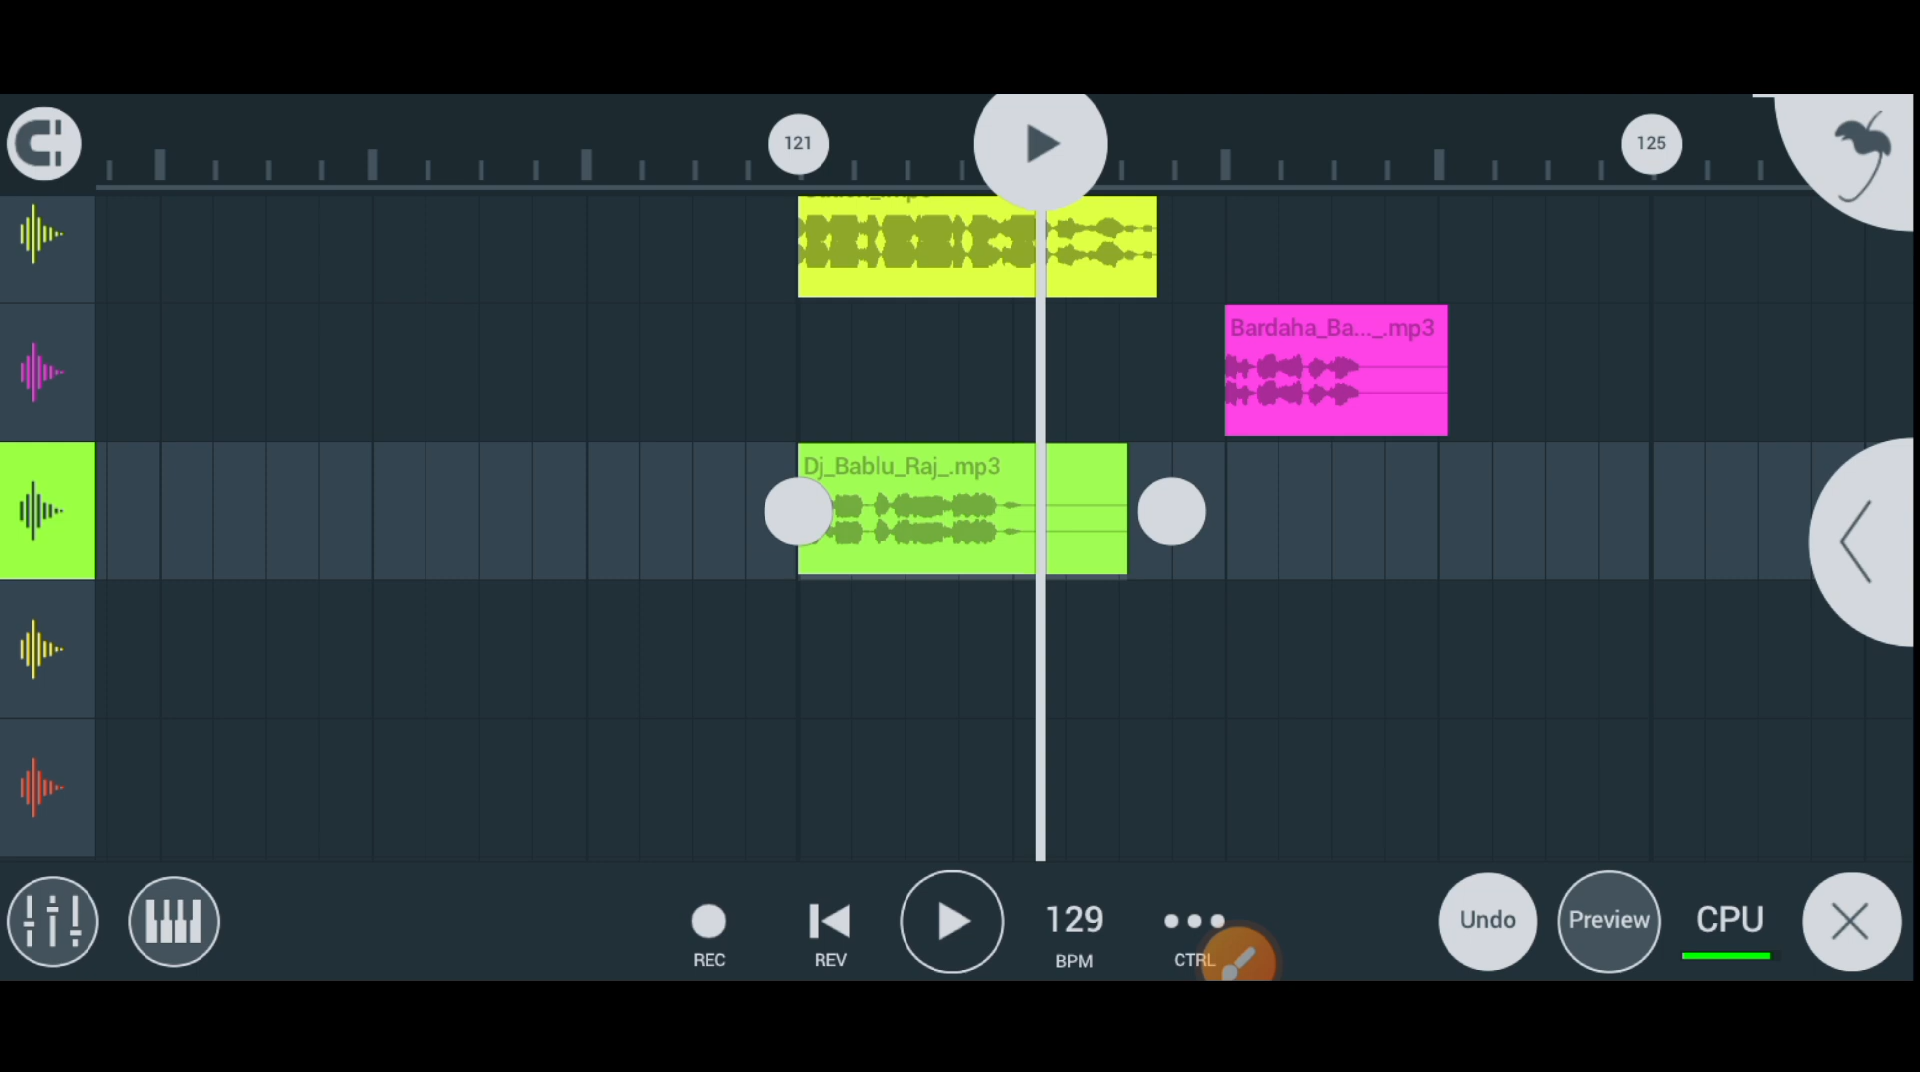 121
125
Bardaha_Ba..._.mp3
Dj_Bablu_Raj_.mp3
129
Undo
Preview
CPU
REC
REV
BPM
CTRL